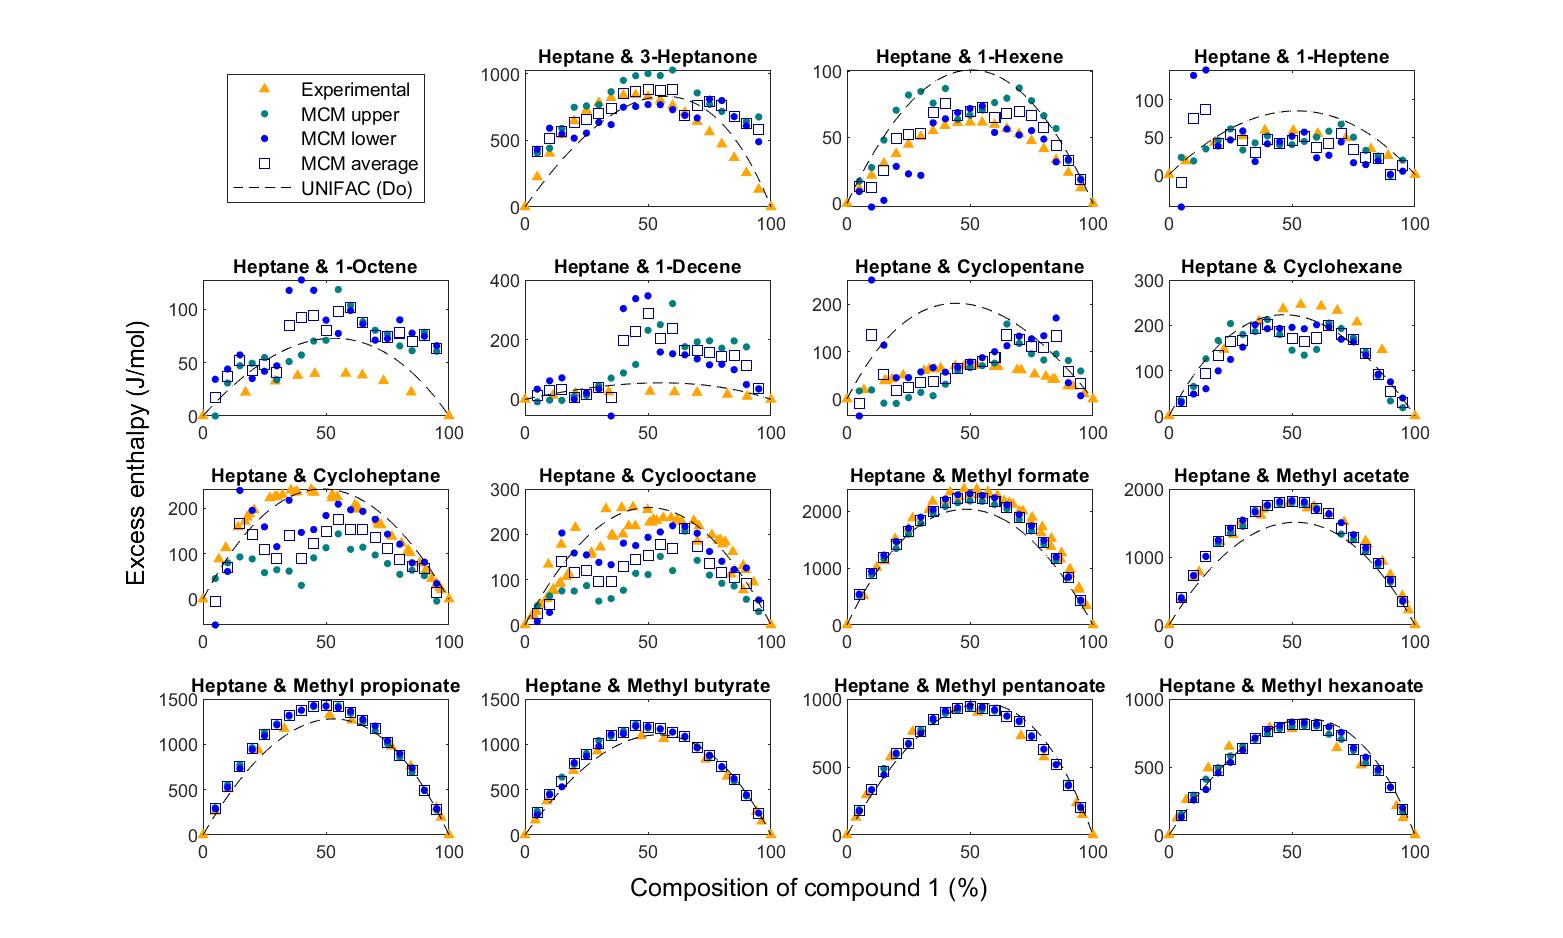 Experimental
MCM upper
MCM lower
MCM average
UNIFAC (Do)
Heptane & 3-Heptanone
1000
500
0
0 50 100
Heptane & 1-Hexene
100
50
0
0 50 100
Heptane & 1-Heptene
100
50
0
0 50 100
Heptane & 1-Octene
100
50
0
0 50 100
Heptane & 1-Decene
400
200
0
0 50 100
Heptane & Cyclopentane
200
100
0
0 50 100
Heptane & Cyclohexane
300
200
100
0
0 50 100
Heptane & Cycloheptane
200
100
0
0 50 100
Heptane & Cyclooctane
300
200
100
0
0 50 100
Heptane & Methyl formate
2000
1000
0
0 50 100
Heptane & Methyl acetate
2000
1000
0
0 50 100
Heptane & Methyl propionate
1500
1000
500
0
0 50 100
Heptane & Methyl butyrate
1500
1000
500
0
0 50 100
Heptane & Methyl pentanoate
1000
500
0
0 50 100
Heptane & Methyl hexanoate
1000
500
0
0 50 100
Excess enthalpy (J/mol)
Composition of compound 1 (%)